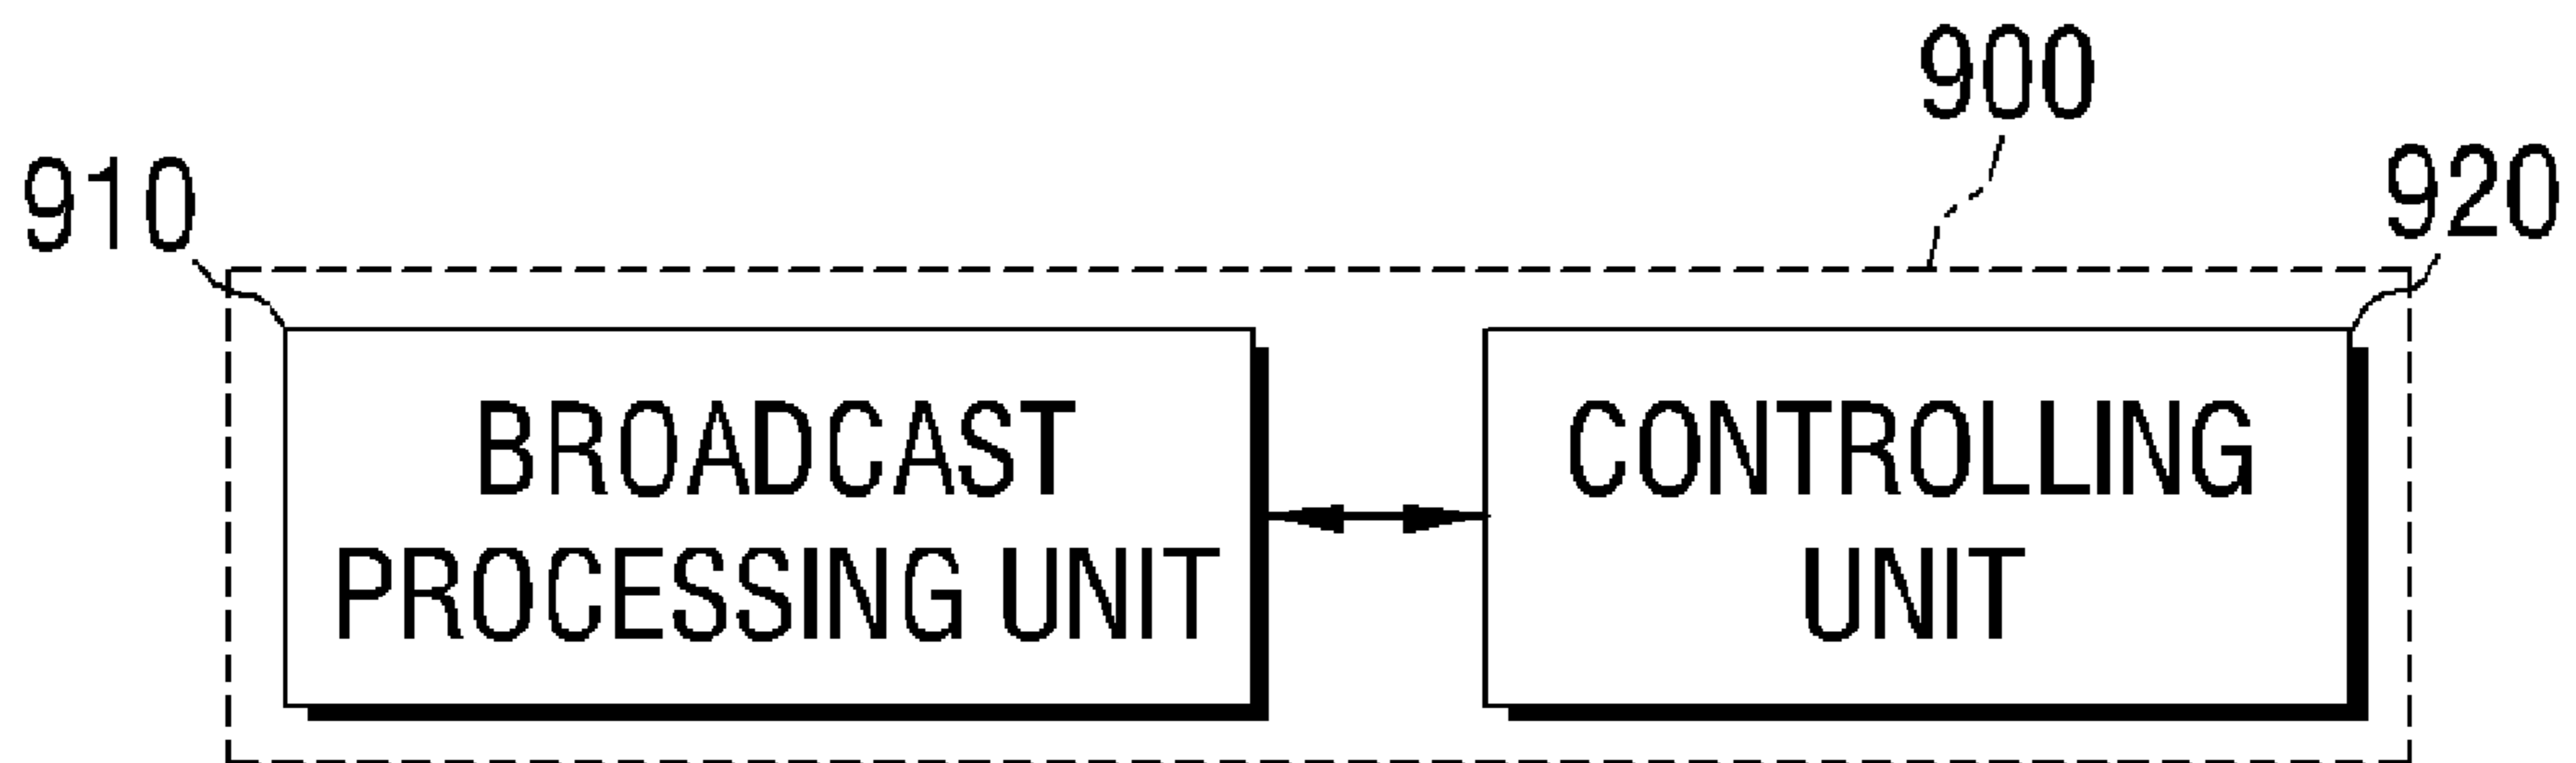 900
910
920
BROADCAST
PROCESSING UNIT
CONTROLLING
UNIT